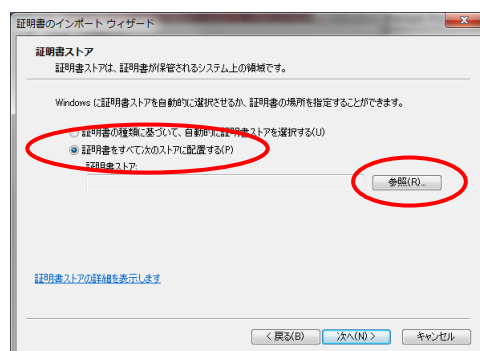 証明書のインポート ウィザード
証明書ストア
証明書ストアは、証明書が保管されるシステム上の領域です。
Windows に証明書ストアを自動的に選択させるか、証明書の場所を指定することができます。
証明書の種類に基づいて、自動的に証明書ストアを選択する(U)
証明書をすべて次のストアに配置する(P)
証明書ストア:
参照(R)...
証明書ストアの詳細を表示します
< 戻る(B)
次へ(N) >
キャンセル